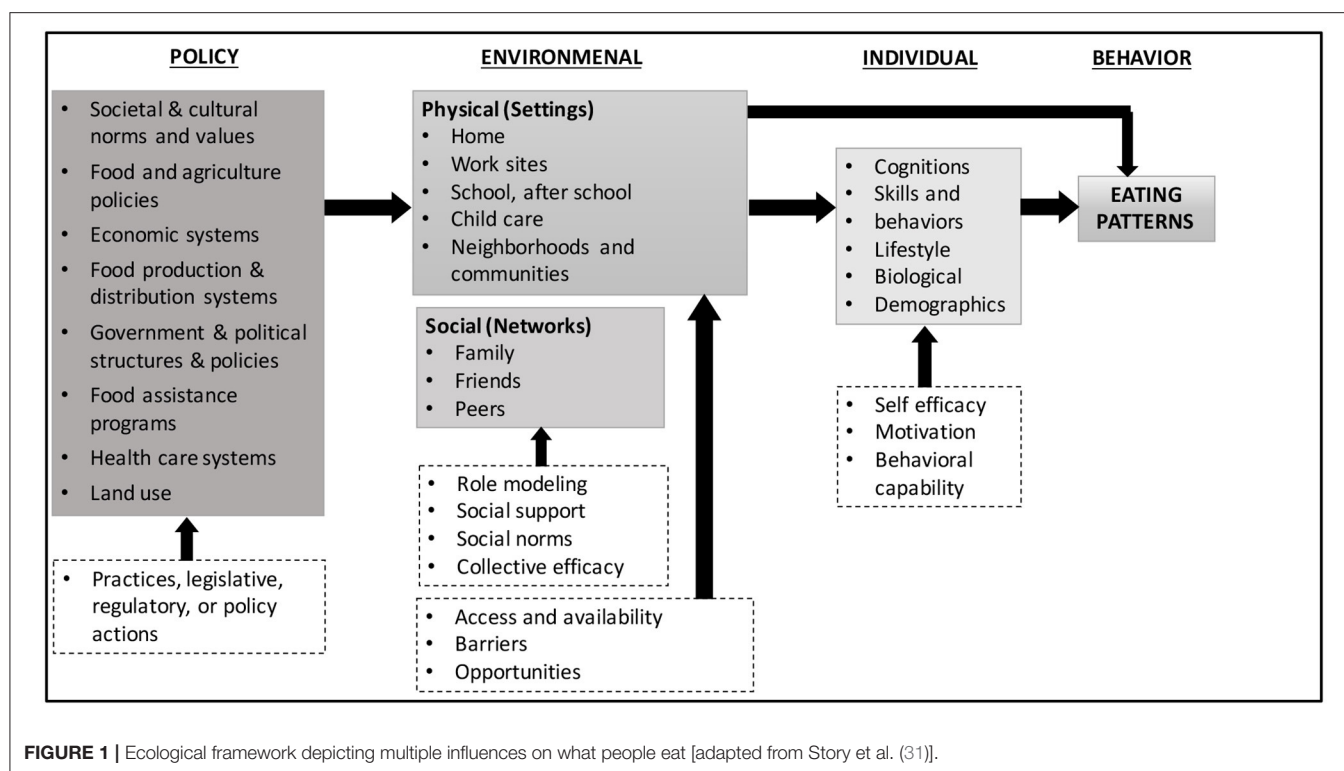 POLICY
• Societal & cultural
norms and values
• Food and agriculture
policies
• Economic systems
• Food production &
distribution systems
• Government & political
structures & policies
• Food assistance
programs
• Health care systems
• Land use
• Practices, legislative,
regulatory, or policy
actions
ENVIRONMENAL
Physical (Settings)
• Home
• Work sites
• School, after school
• Child care
• Neighborhoods and
communities
Social (Networks)
• Family
• Friends
• Peers
• Role modeling
• Social support
• Social norms
• Collective efficacy
• Access and availability
• Barriers
• Opportunities
INDIVIDUAL
• Cognitions
• Skills and
• behaviors
• Lifestyle
• Biological
• Demographics
• Self efficacy
• Motivation
• Behavioral
capability
BEHAVIOR
EATING
PATTERNS
FIGURE 1 | Ecological framework depicting multiple influences on what people eat [adapted from Story et al. (31)].